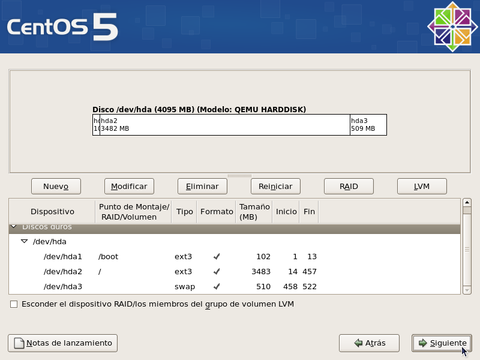 CentOS 5
Disco /dev/hda (4095 MB) (Modelo: QEMU HARDDISK)
hda2 hda3
3482 MB 509 MB
Nuevo Modificar Eliminar Reiniciar RAID LVM
Dispositivo Punto de Montaje/ RAID/Volumen Tipo Formato Tamaño (MB) Inicio Fin
Discos duros
/dev/hda
/dev/hda1 /boot ext3 102 1 13
/dev/hda2 / ext3 3483 14 457
/dev/hda3 swap 510 458 522
Esconder el dispositivo RAID/los miembros del grupo de volumen LVM
Notas de lanzamiento Atrás Siguiente